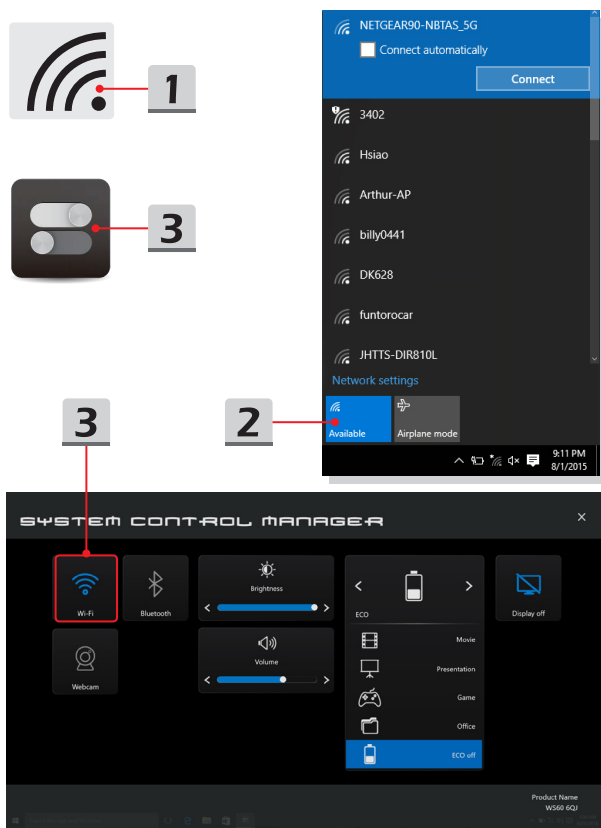 1
3
NETGEAR90-NBTAS_5G
Connect automatically
Connect
3402
Hsiao
Arthur-AP
billy0441
DK628
funtorocar
JHTTS-DIR810L
Network settings
Available
Airplane mode
9:11 PM
8/1/2015
2
3
SYSTEM CONTROL MANAGER
Wi-Fi
Bluetooth
Brightness
ECO
Display off
Webcam
Volume
Movie
Presentation
Game
Office
ECO off
Product Name
WS60 6QJ